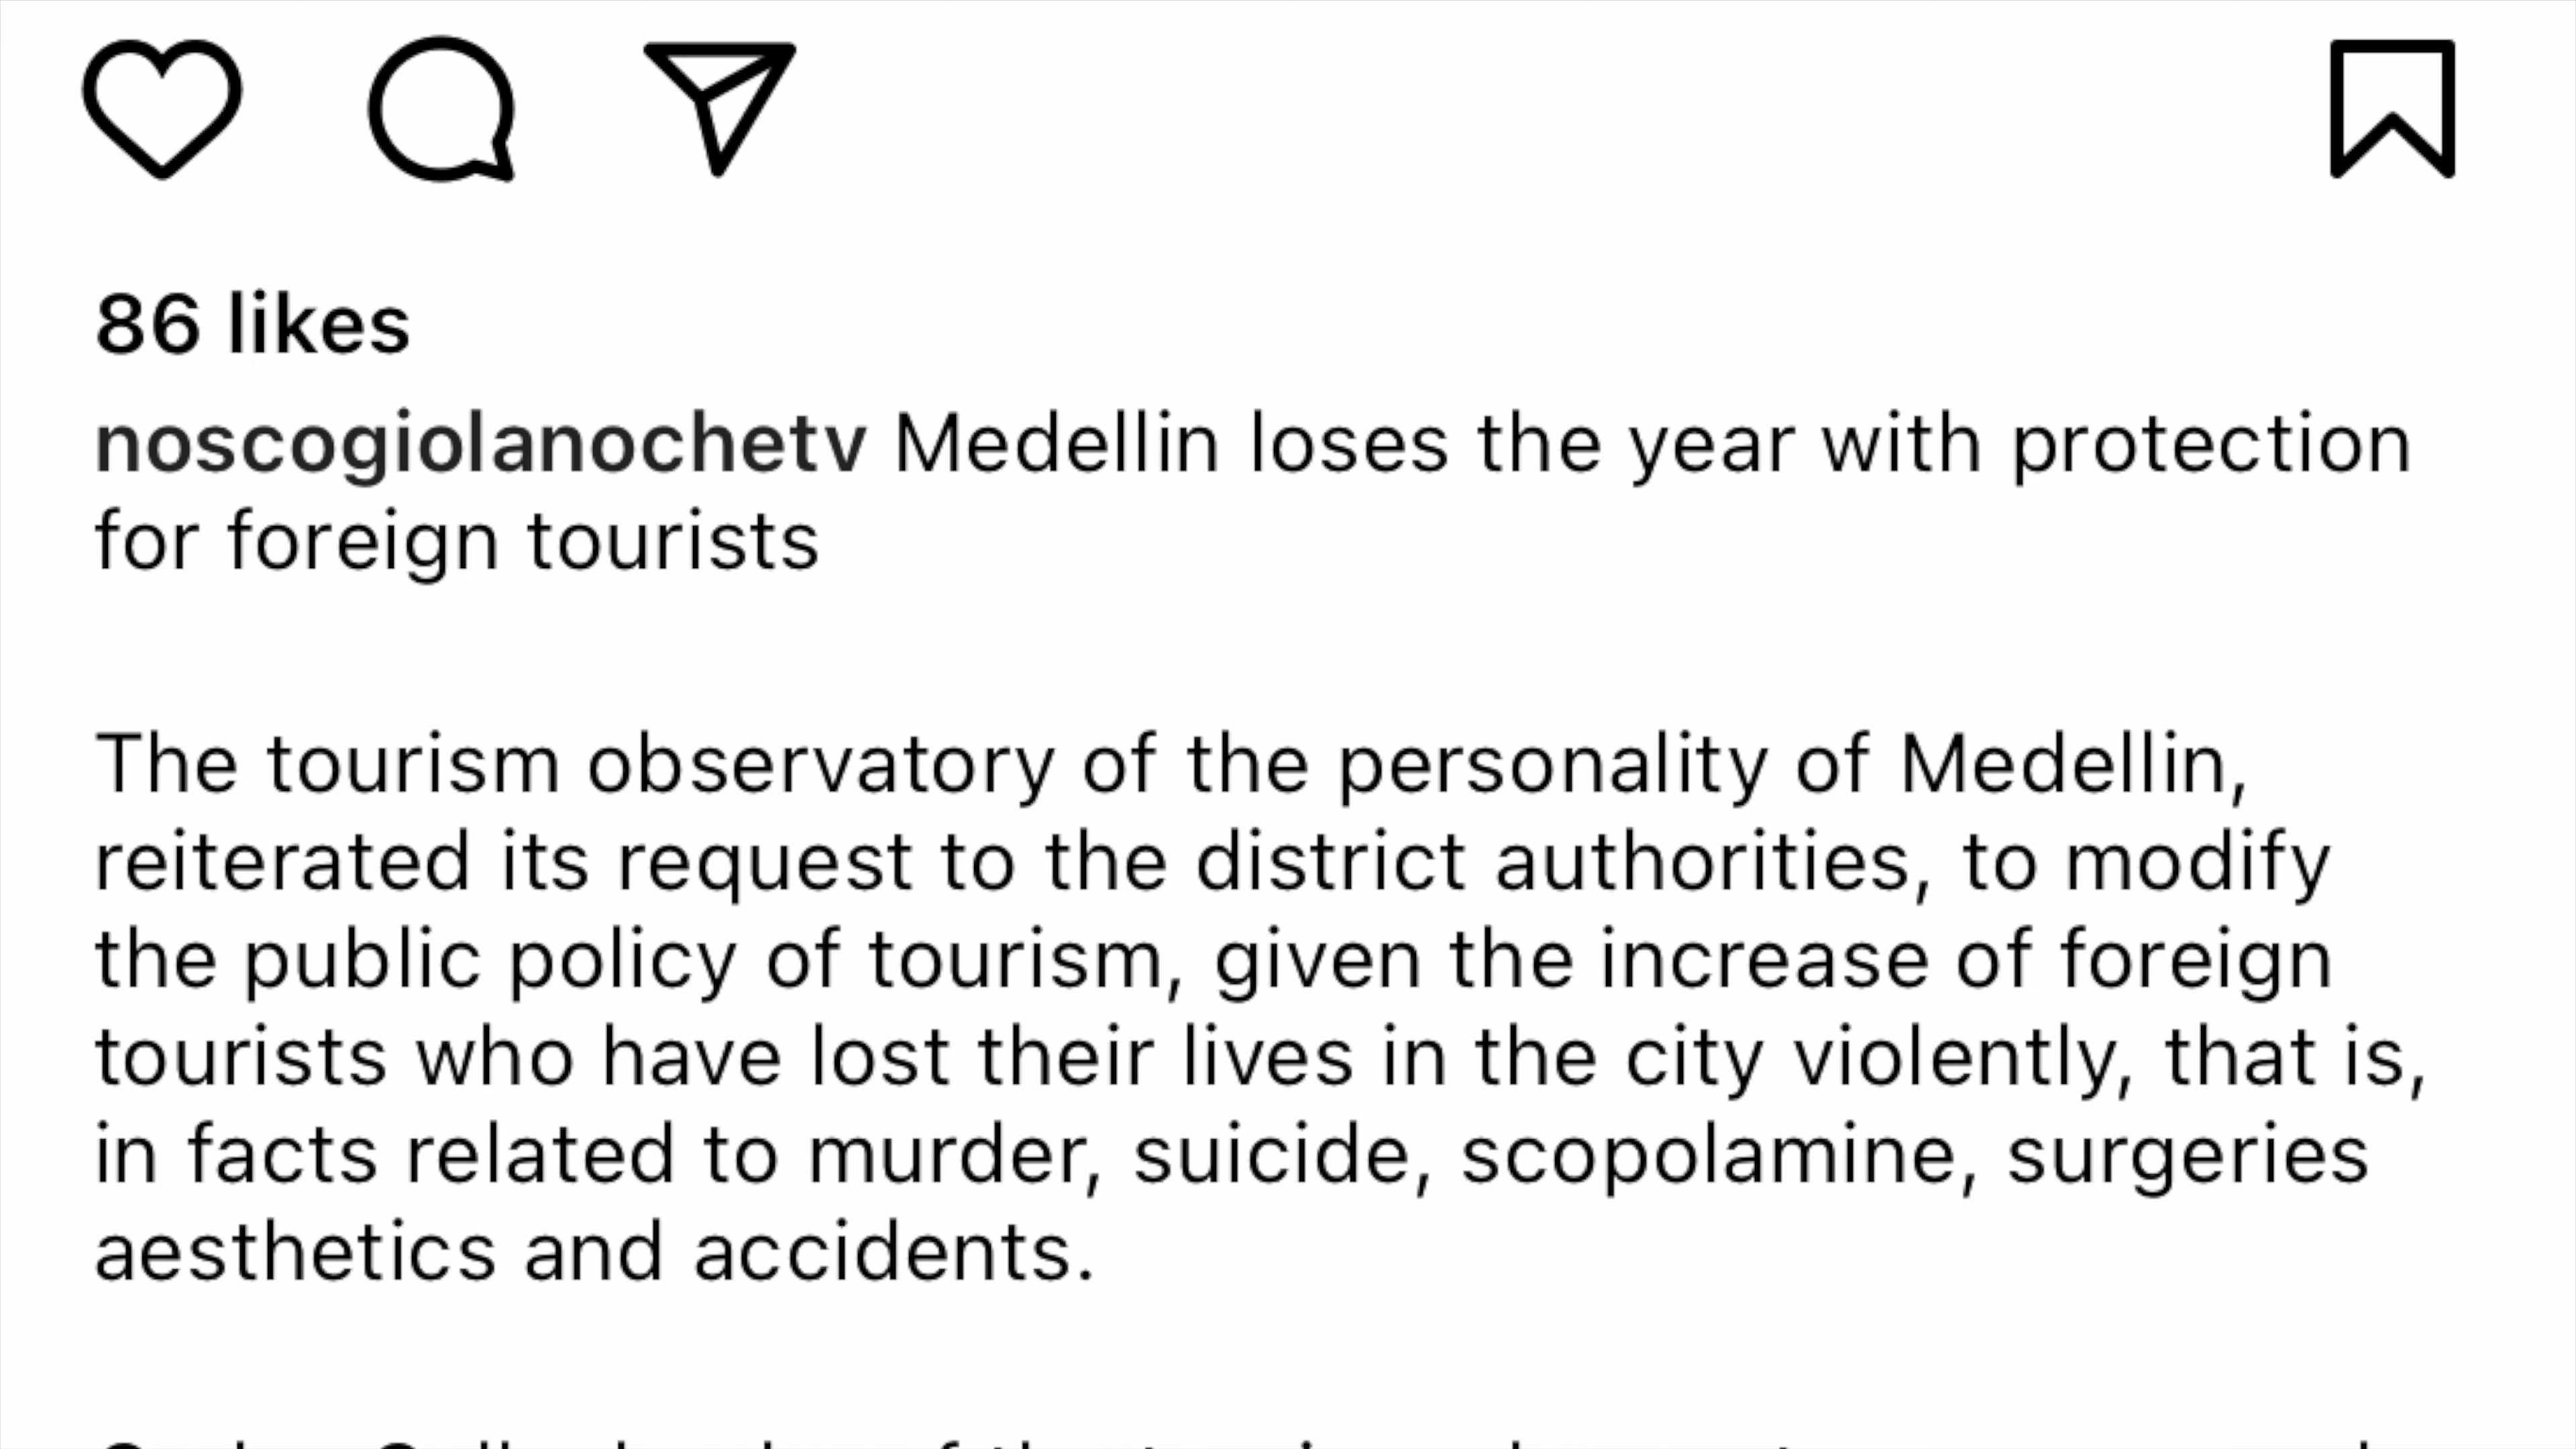 86 likes
noscogiolanochetv Medellin loses the year with protection
for foreign tourists
The tourism observatory of the personality of Medellin,
reiterated its request to the district authorities, to modify
the public policy of tourism, given the increase of foreign
tourists who have lost their lives in the city violently, that is,
in facts related to murder, suicide, scopolamine, surgeries
aesthetics and accidents.